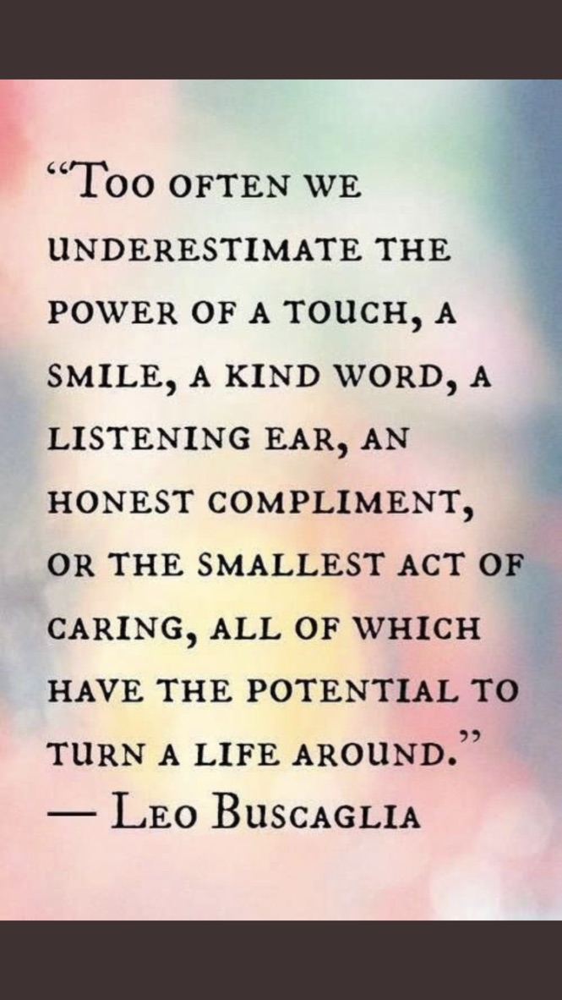 “Too often we
underestimate the
power of a touch, a
smile, a kind word, a
listening ear, an
honest compliment,
or the smallest act of
caring, all of which
have the potential to
turn a life around.”
— Leo Buscaglia